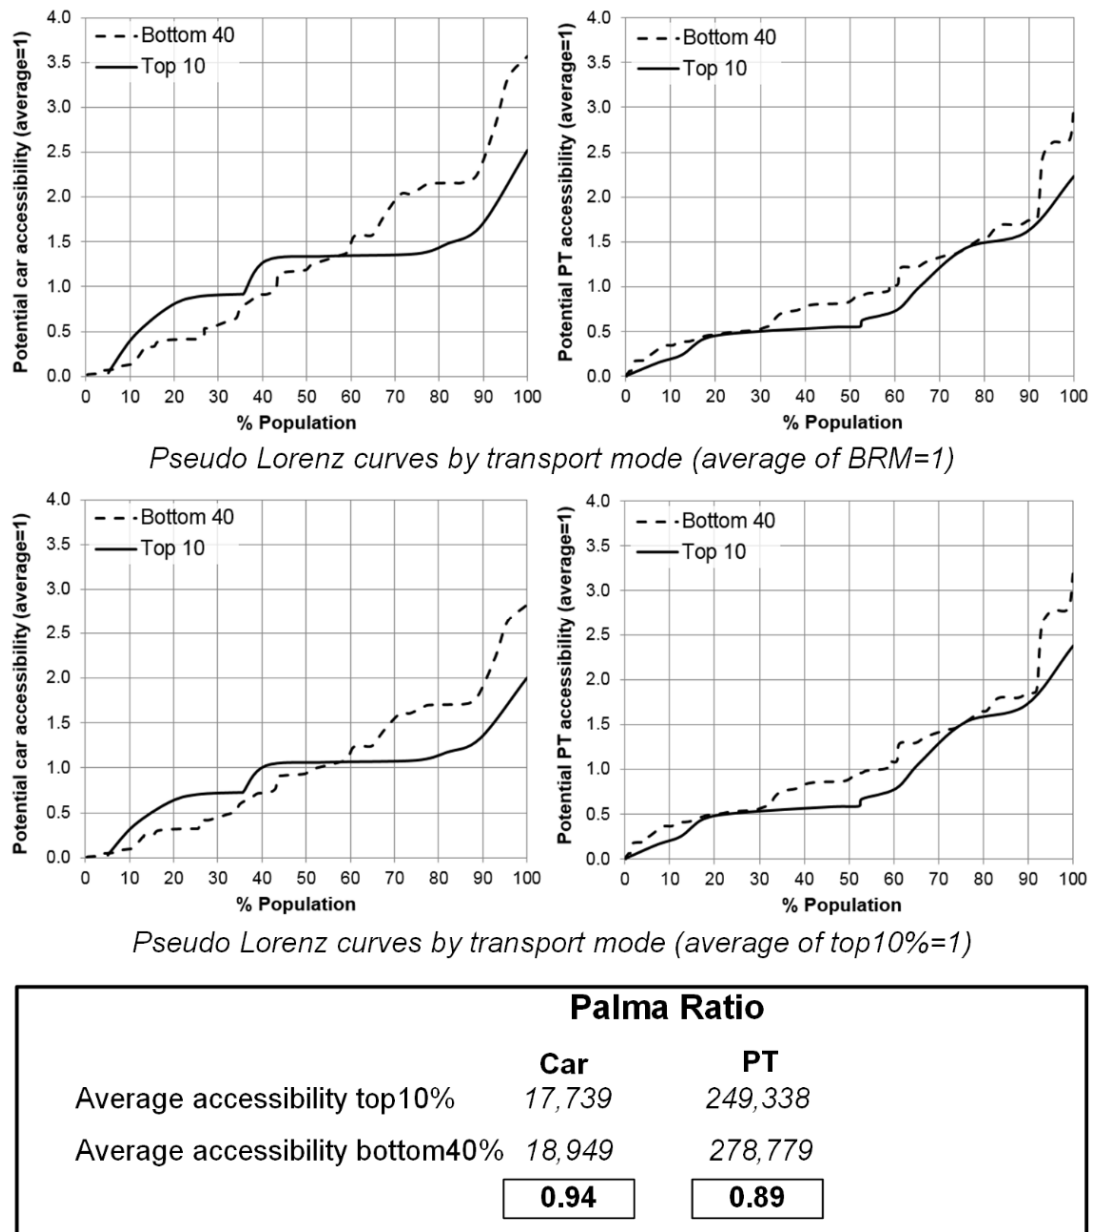 Potential car accessibility (average=1)
4.0
3.5
3.0
2.5
2.0
1.5
1.0
0.5
0.0
Bottom 40
Top 10
0 10 20 30 40 50 60 70 80 90 100
% Population
Potential PT accessibility (average=1)
4.0
3.5
3.0
2.5
2.0
1.5
1.0
0.5
0.0
Bottom 40
Top 10
0 10 20 30 40 50 60 70 80 90 100
% Population
Pseudo Lorenz curves by transport mode (average of BRM=1)
Potential car accessibility (average=1)
4.0
3.5
3.0
2.5
2.0
1.5
1.0
0.5
0.0
Bottom 40
Top 10
0 10 20 30 40 50 60 70 80 90 100
% Population
Potential PT accessibility (average=1)
4.0
3.5
3.0
2.5
2.0
1.5
1.0
0.5
0.0
Bottom 40
Top 10
0 10 20 30 40 50 60 70 80 90 100
% Population
Pseudo Lorenz curves by transport mode (average of top10%=1)
Palma Ratio
Car PT
Average accessibility top10% 17,739 249,338
Average accessibility bottom40% 18,949 278,779
0.94 0.89